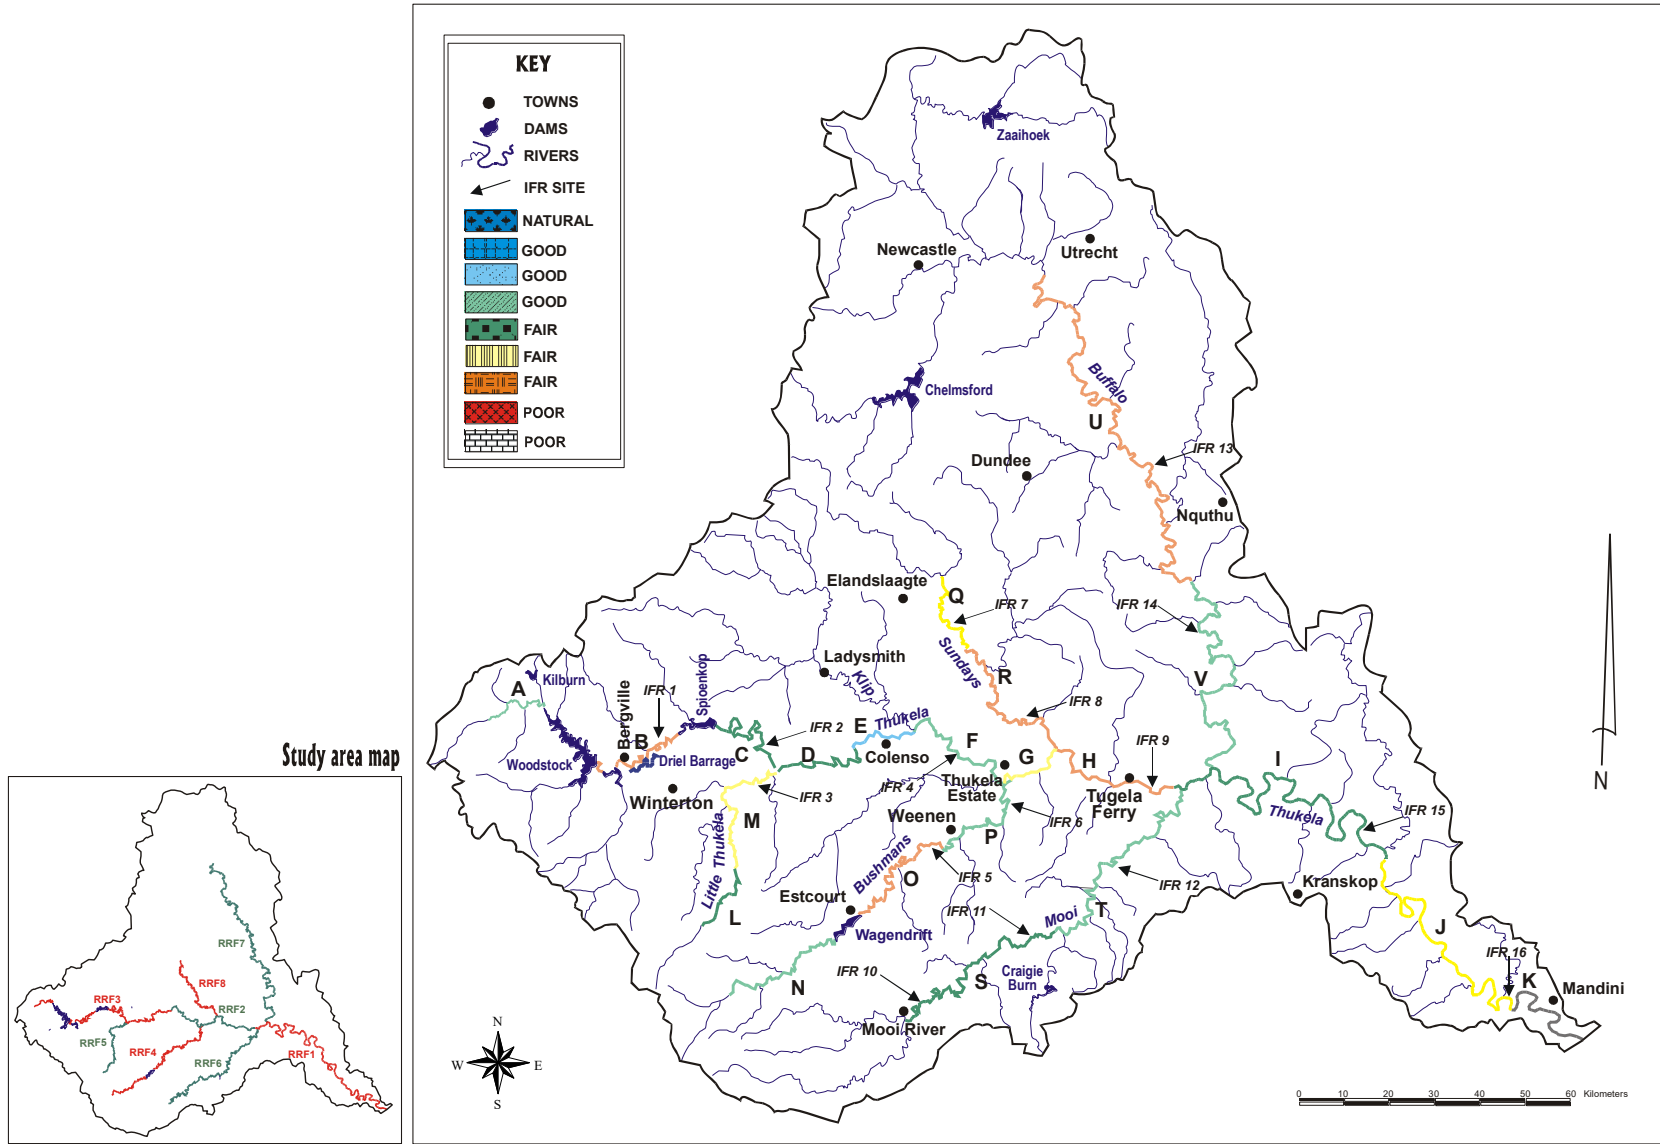 KEY
TOWNS
DAMS
RIVERS
IFR SITE
NATURAL
GOOD
GOOD
GOOD
FAIR
FAIR
FAIR
POOR
POOR
Zaaihoek
Newcastle
Utrecht
Buffalo
Chelmsford
U
IFR 13
Dundee
Nquthu
Elandslaagte
Q
IFR 7
IFR 14
Sundays
Ladysmith
Klip
R
V
A
Kilburn
IFR 1
Spioenkop
Bergville
B
IFR 8
IFR 2
E
Thukela
C
D
Colenso
F
G
H
IFR 9
I
Woodstock
Driel Barrage
Winterton
IFR 3
IFR 4
Thukela
Estate
Tugela
Ferry
Thukela
IFR 15
M
Weenen
IFR 6
P
Little Thukela
Bushmans
O
IFR 5
IFR 12
Kranskop
L
Estcourt
IFR 11
Mooi
T
Wagendrift
J
N
IFR 10
S
Craigie
Burn
IFR 16
K
Mandini
Mooi River
N
N
W
E
S
0 10 20 30 40 50 60 Kilometers
Study area map
RRF7
RRF8
RRF3
RRF2
RRF5
RRF4
RRF6
RRF1